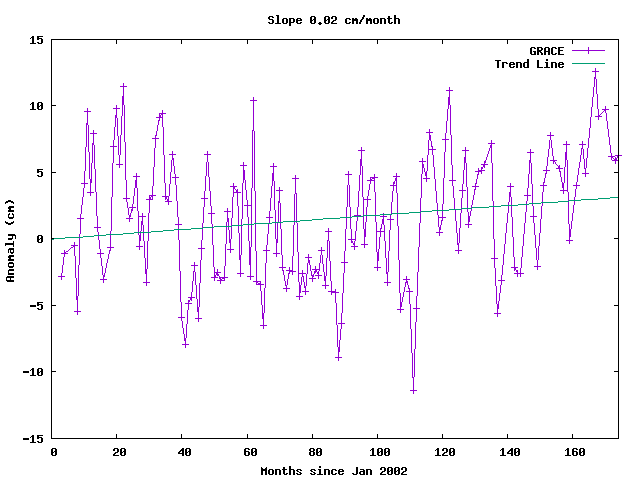 Slope 0.02 cm/month
GRACE
Trend Line
15
10
5
0
-5
-10
-15
Anomaly (cm)
0 20 40 60 80 100 120 140 160
Months since Jan 2002